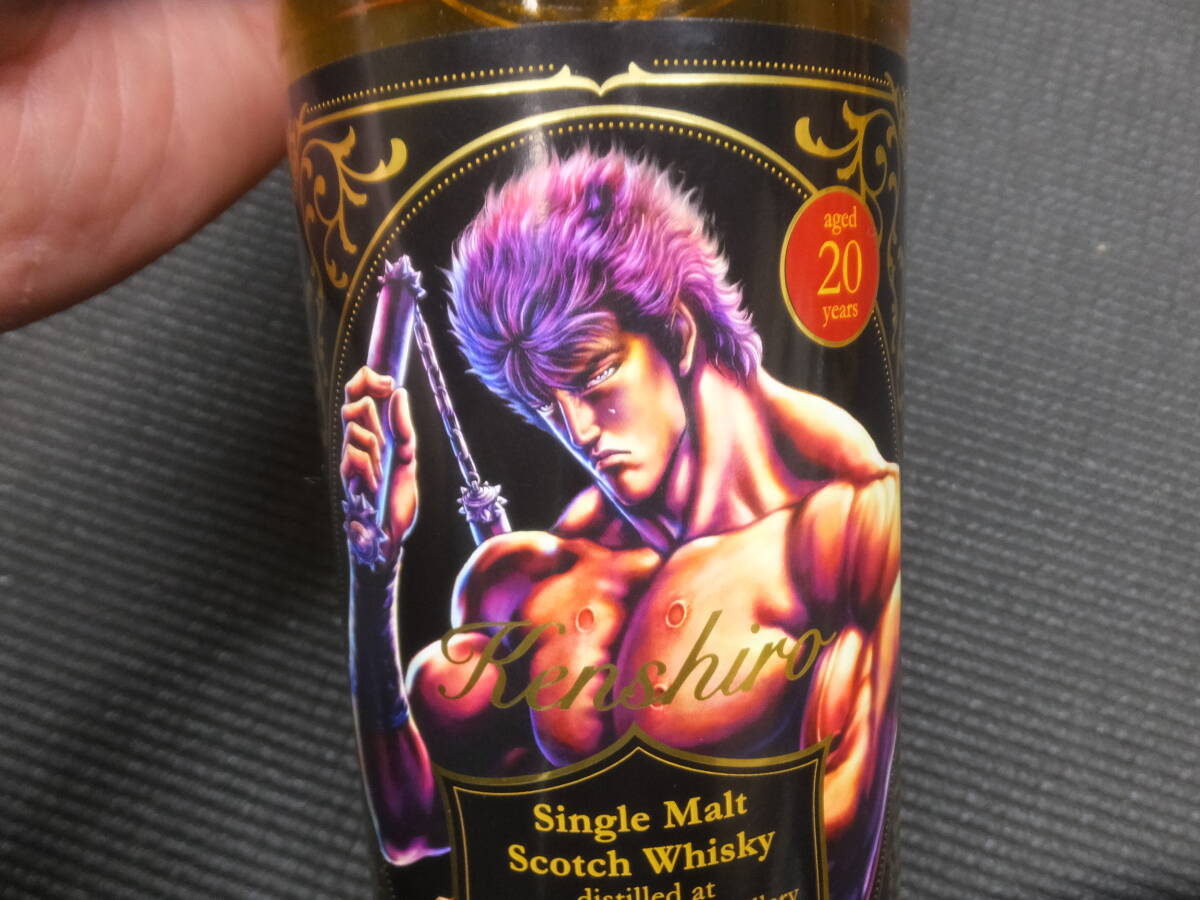 aged
20
years
Kenshiro
Single Malt
Scotch Whisky
distilled at